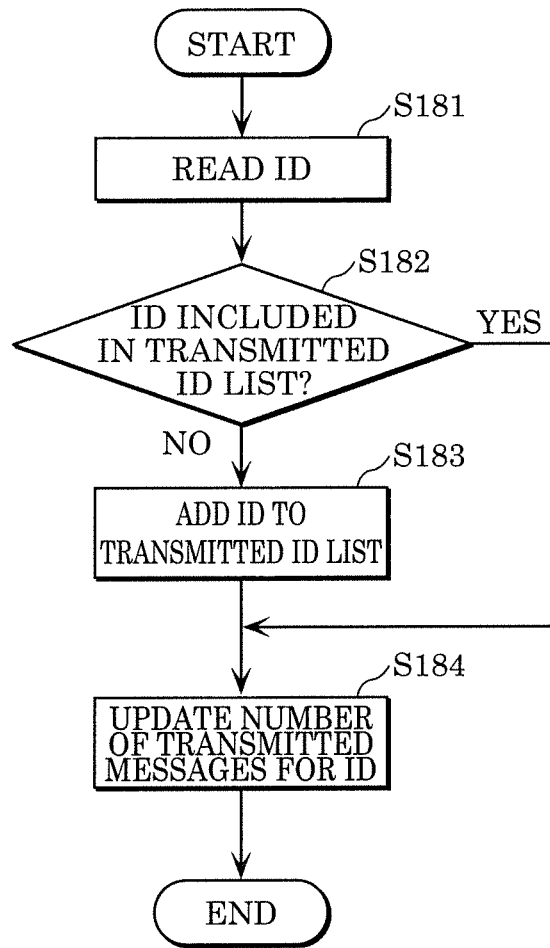 START
S181
READ ID
S182
ID INCLUDED
IN TRANSMITTED
ID LIST?
YES
NO
S183
ADD ID TO
TRANSMITTED ID LIST
S184
UPDATE NUMBER
OF TRANSMITTED
MESSAGES FOR ID
END